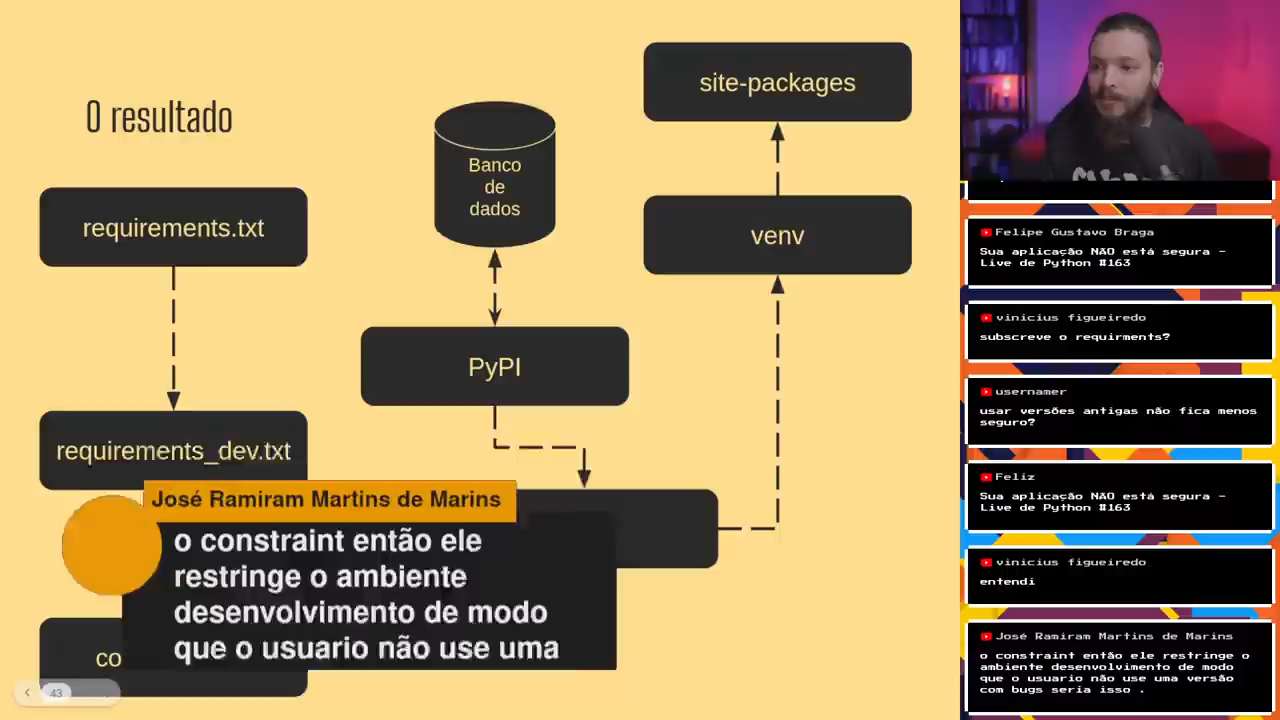 O resultado
requirements.txt
requirements_dev.txt
co
Banco
de
dados
PyPI
site-packages
venv
José Ramiram Martins de Marins
o constraint então ele
restringe o ambiente
desenvolvimento de modo
que o usuario não use uma
43
Felipe Gustavo Braga
Sua aplicação NÃO está segura -
Live de Python #163
vinicius figueiredo
subscreve o requirments?
usernamer
usar versões antigas não fica menos
seguro?
Feliz
Sua aplicação NÃO está segura -
Live de Python #163
vinicius figueiredo
entendi
José Ramiram Martins de Marins
o constraint então ele restringe o
ambiente desenvolvimento de modo
que o usuario não use uma versão
com bugs seria isso .